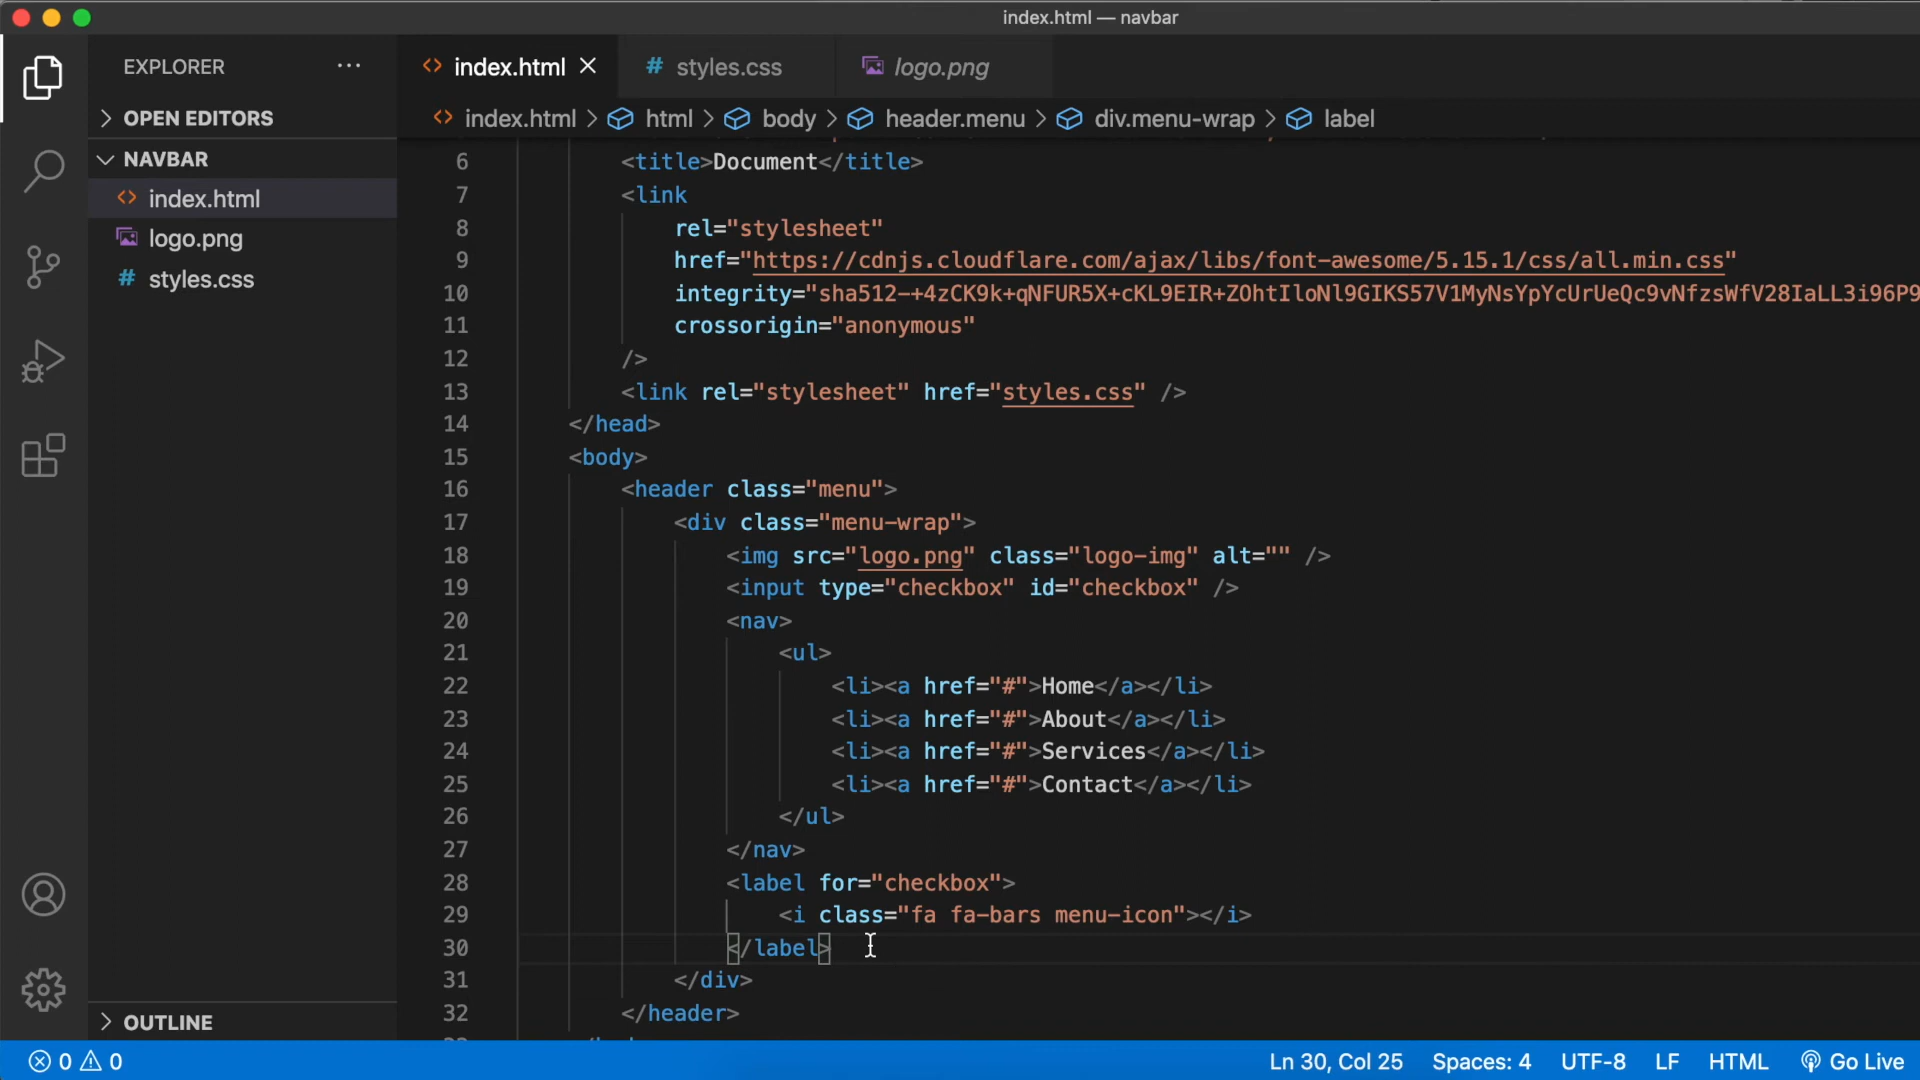 index.html — navbar
EXPLORER ···
index.html
styles.css
logo.png
OPEN EDITORS
index.html > html > body > header.menu > div.menu-wrap > label
NAVBAR
index.html
logo.png
styles.css
6 <title>Document</title>
7 <link
8 rel="stylesheet"
9 href="https://cdnjs.cloudflare.com/ajax/libs/font-awesome/5.15.1/css/all.min.css"
10 integrity="sha512-+4zCK9k+qNFUR5X+cKL9EIR+ZOhtIloNl9GIKS57V1MyNsYpYcUrUeQc9vNfzsWfV28IaLL3i96P9
11 crossorigin="anonymous"
12 />
13 <link rel="stylesheet" href="styles.css" />
14 </head>
15 <body>
16 <header class="menu">
17 <div class="menu-wrap">
18 <img src="logo.png" class="logo-img" alt="" />
19 <input type="checkbox" id="checkbox" />
20 <nav>
21 <ul>
22 <li><a href="#">Home</a></li>
23 <li><a href="#">About</a></li>
24 <li><a href="#">Services</a></li>
25 <li><a href="#">Contact</a></li>
26 </ul>
27 </nav>
28 <label for="checkbox">
29 <i class="fa fa-bars menu-icon"></i>
30 </label>
31 </div>
32 </header>
OUTLINE
0 0
Ln 30, Col 25 Spaces: 4 UTF-8 LF HTML Go Live